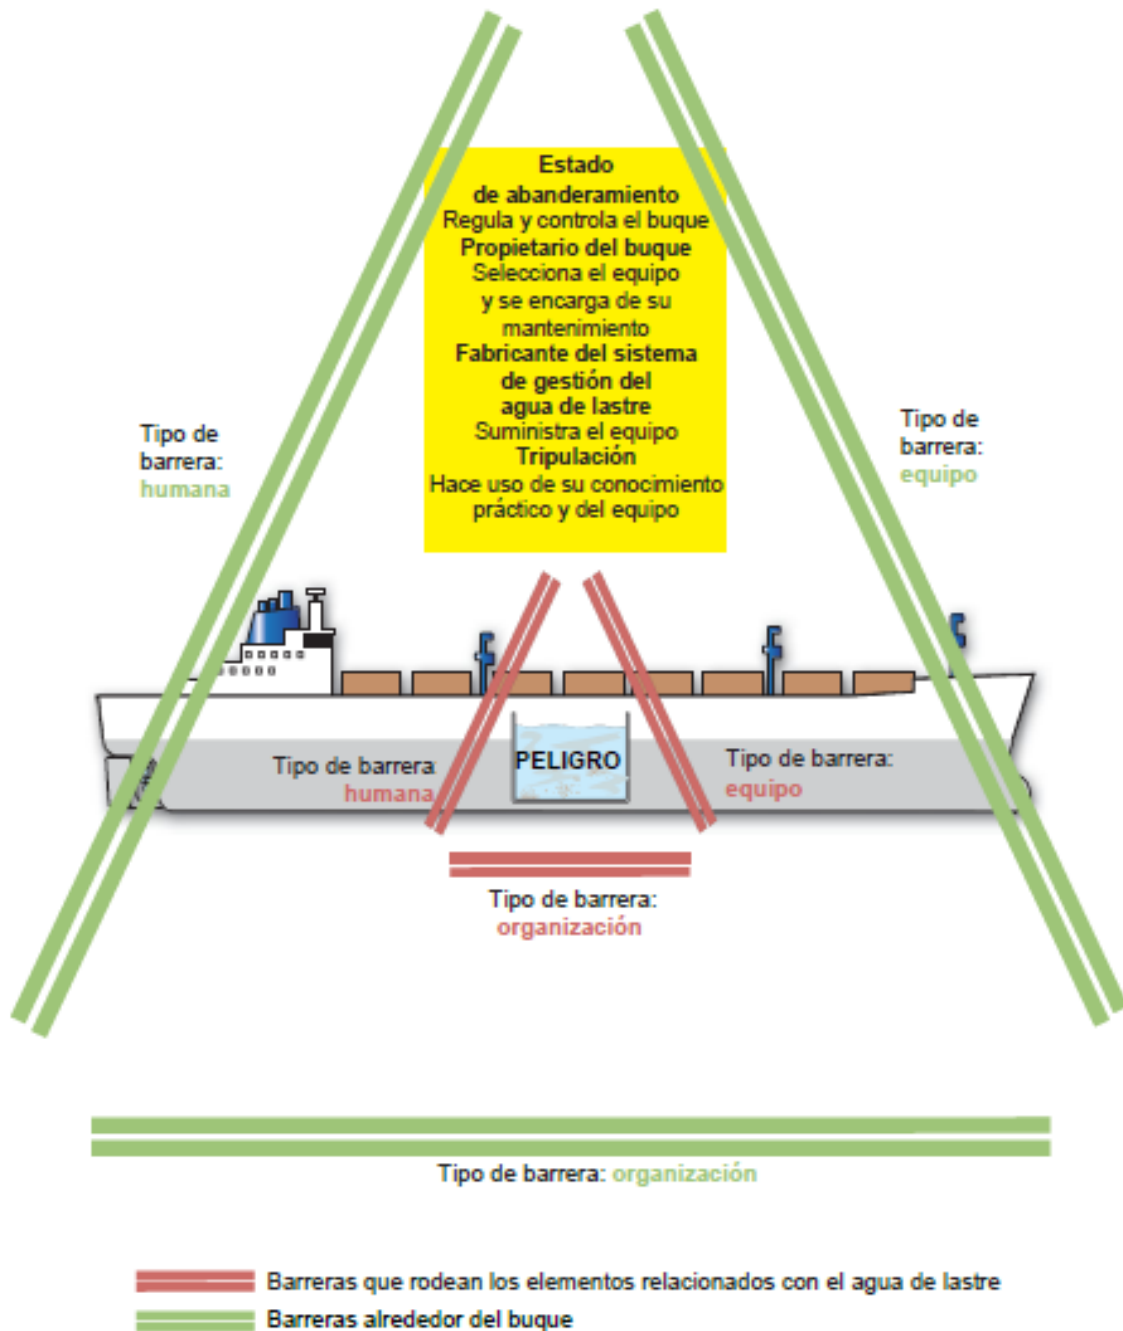 Estado
de abanderamiento
Regula y controla el buque
Propietario del buque
Selecciona el equipo
y se encarga de su
mantenimiento
Fabricante del sistema
de gestión del
agua de lastre
Suministra el equipo
Tripulación
Hace uso de su conocimiento
práctico y del equipo
Tipo de
barrera:
humana
Tipo de
barrera:
equipo
Tipo de barrera
humana
PELIGRO
Tipo de barrera:
equipo
Tipo de barrera:
organización
Tipo de barrera: organización
Barreras que rodean los elementos relacionados con el agua de lastre
Barreras alrededor del buque